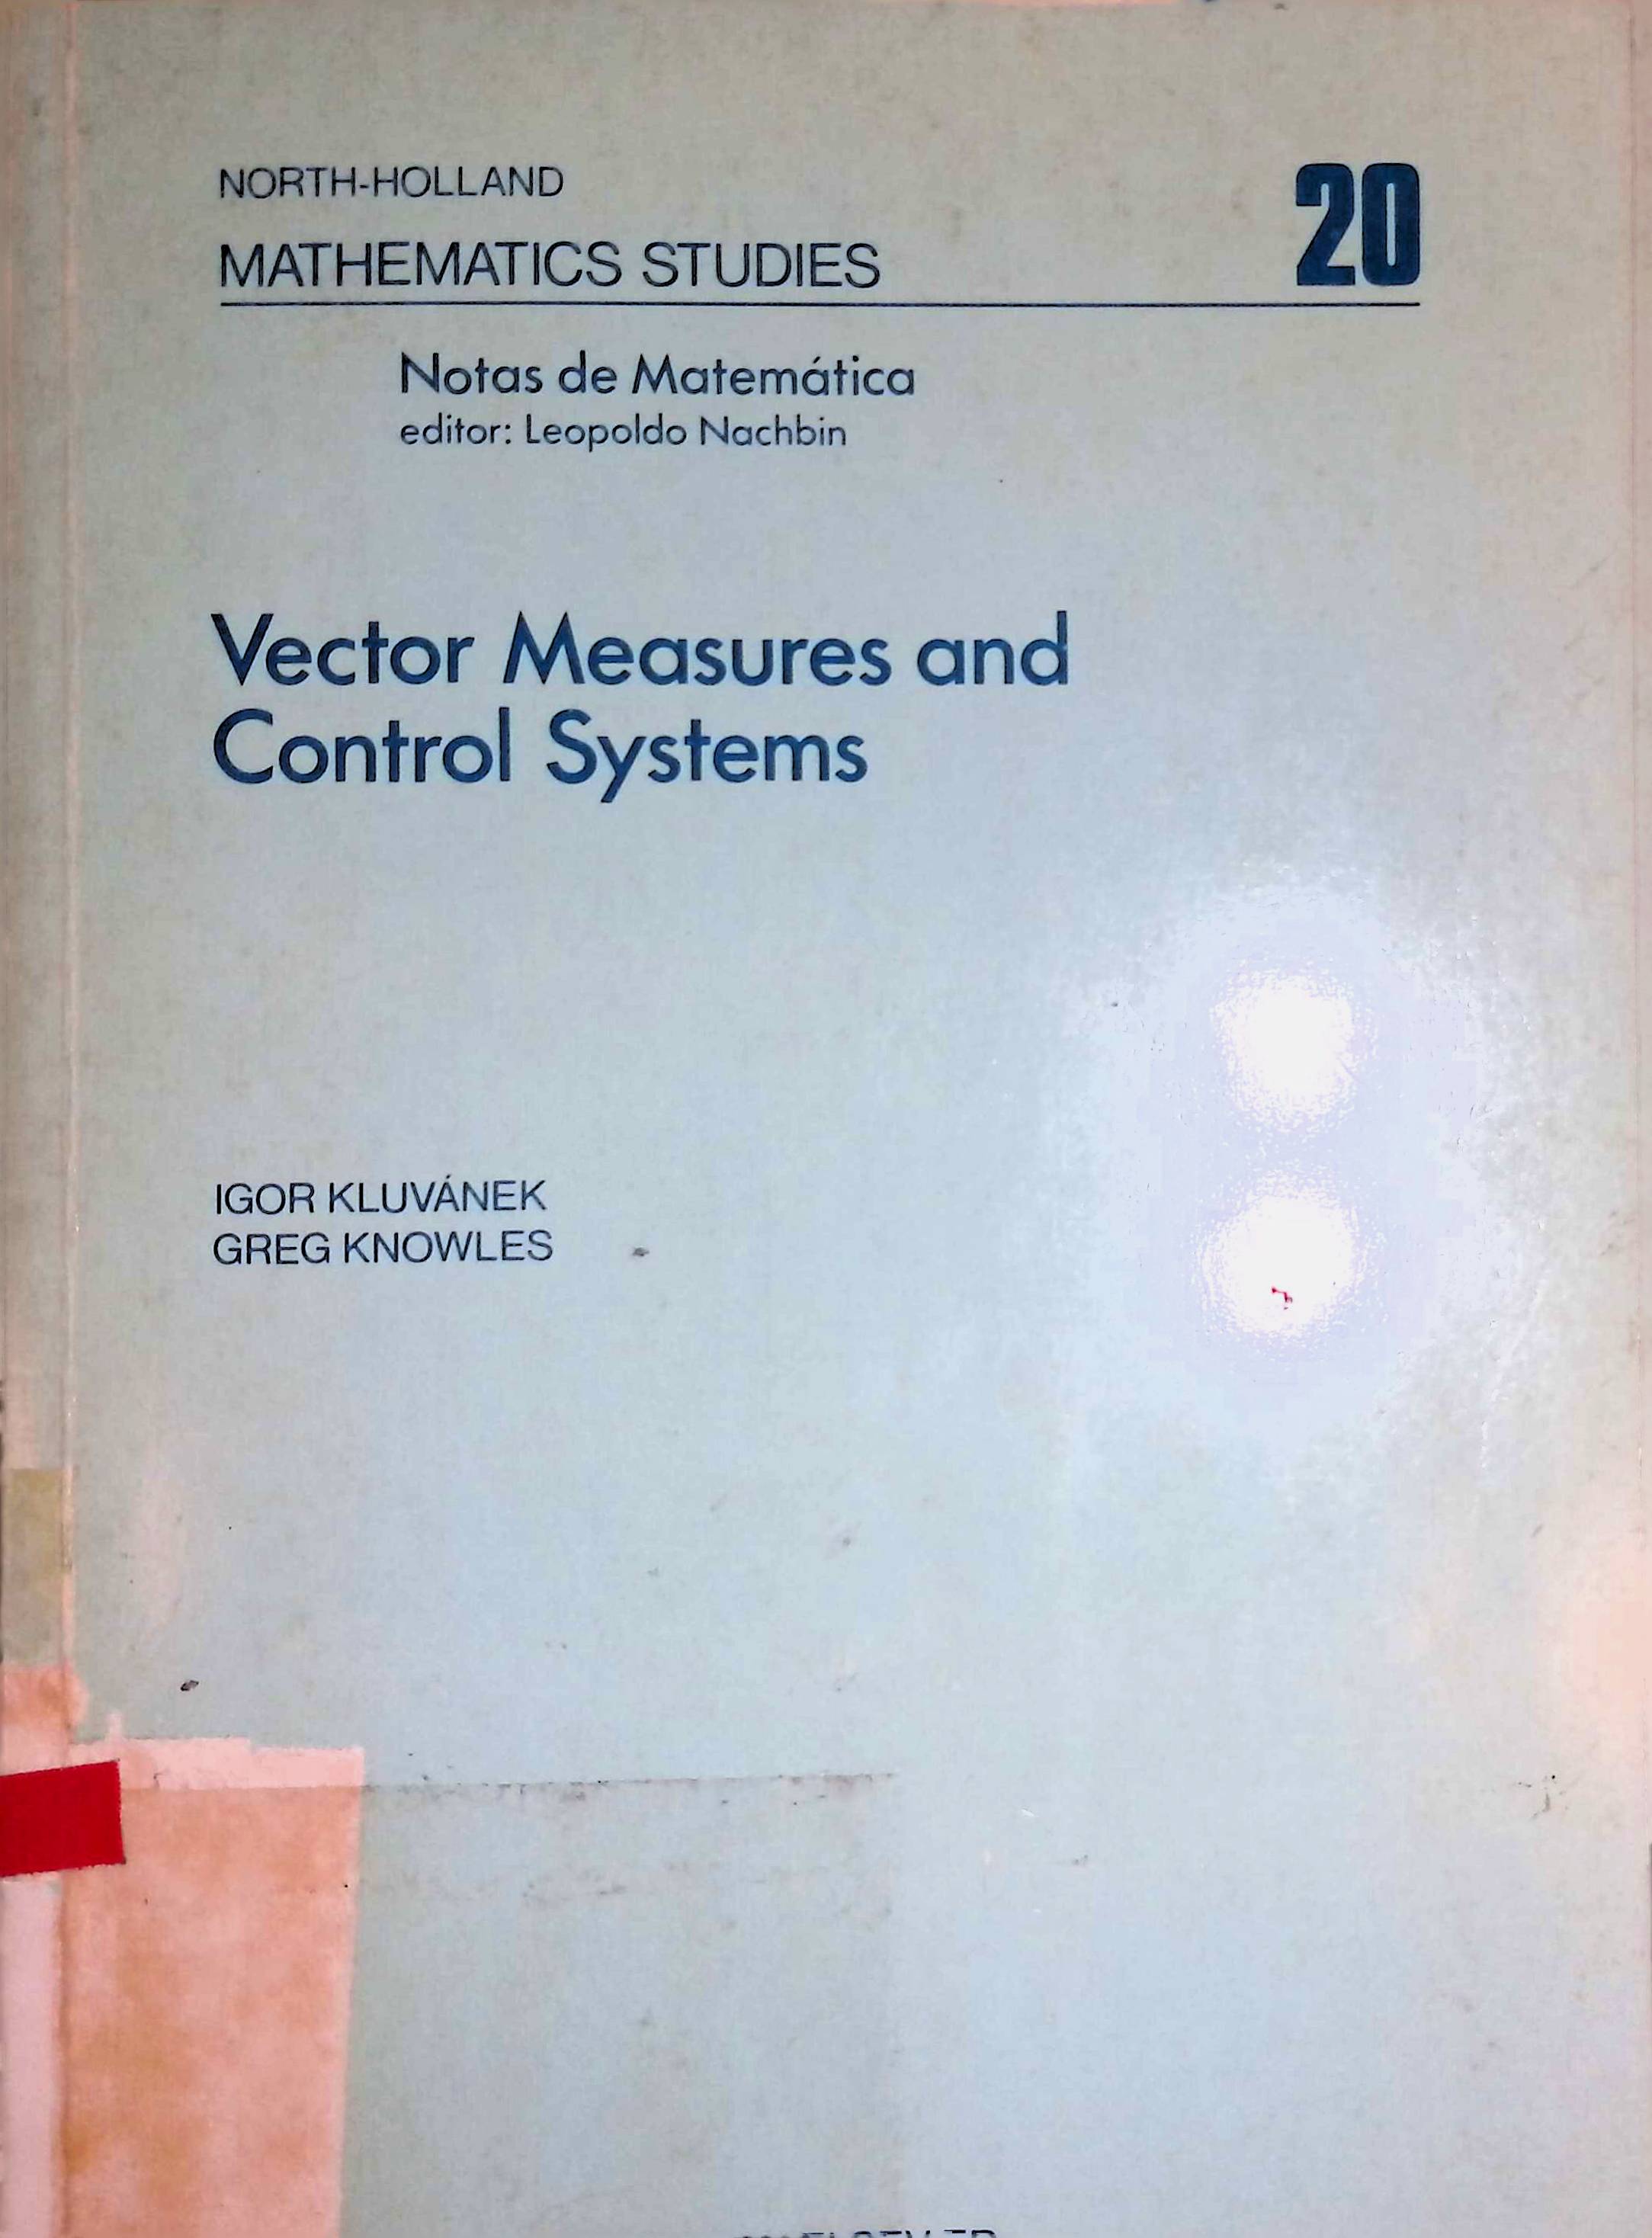 NORTH-HOLLAND
MATHEMATICS STUDIES
20
Notas de Matemática
editor: Leopoldo Nachbin
Vector Measures and
Control Systems
IGOR KLUVÁNEK
GREG KNOWLES